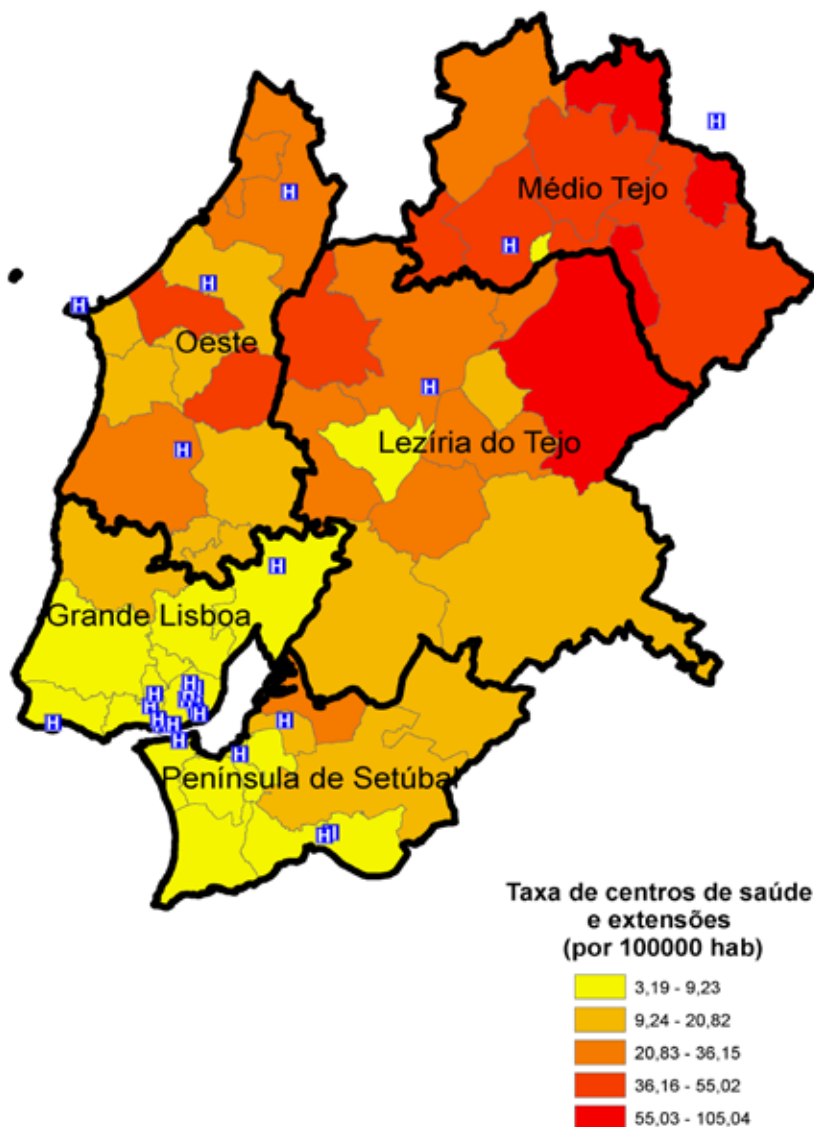 H
H
Médio Tejo
H
H
H
Oeste
H
Lezíria do Tejo
H
H
Grande Lisboa
H
H
H
H
H
H
H
H
H
H
H
H
Península de Setúbal
H
Taxa de centros de saúde
e extensões
(por 100000 hab)
3,19 - 9,23
9,24 - 20,82
20,83 - 36,15
36,16 - 55,02
55,03 - 105,04